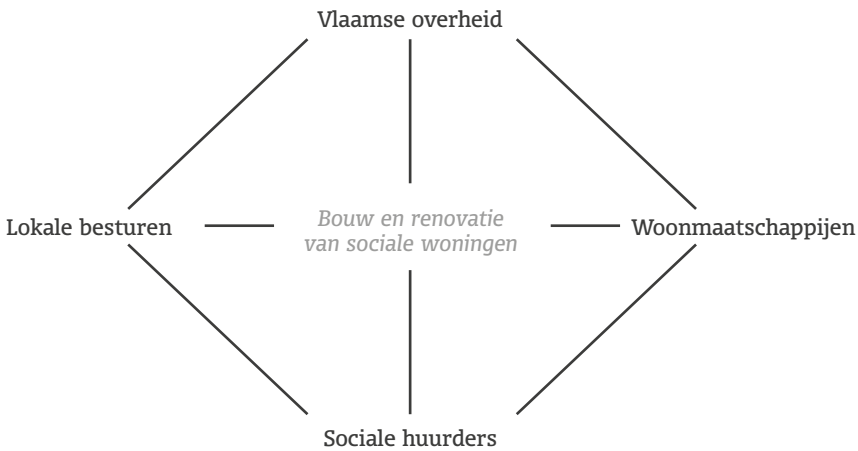 Vlaamse overheid
Lokale besturen
Bouw en renovatie
van sociale woningen
Woonmaatschappijen
Sociale huurders